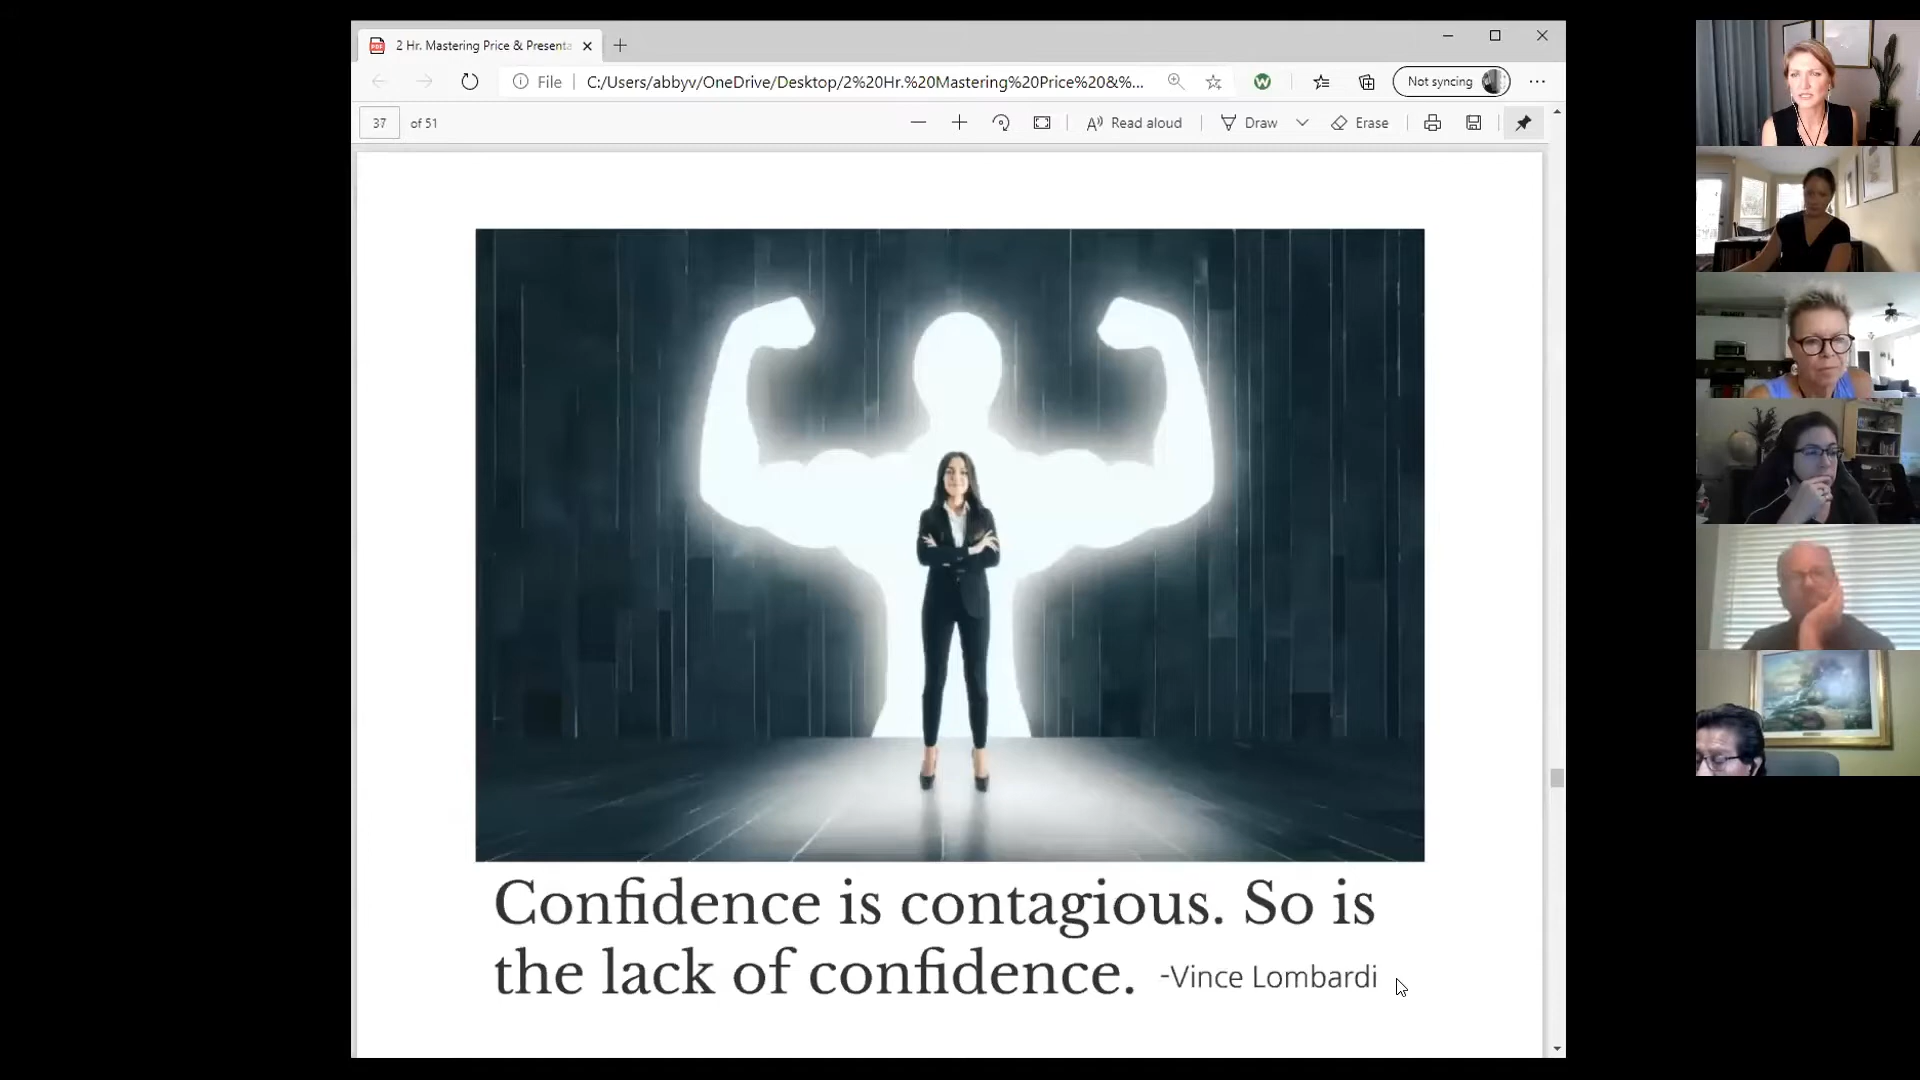 2 Hr. Mastering Price & Presenta
File
C:/Users/abbyv/OneDrive/Desktop/2%20Hr.%20Mastering%20Price%20&%...
Not syncing
37 of 51
Read aloud
Draw
Erase
Confidence is contagious. So is
the lack of confidence. -Vince Lombardi